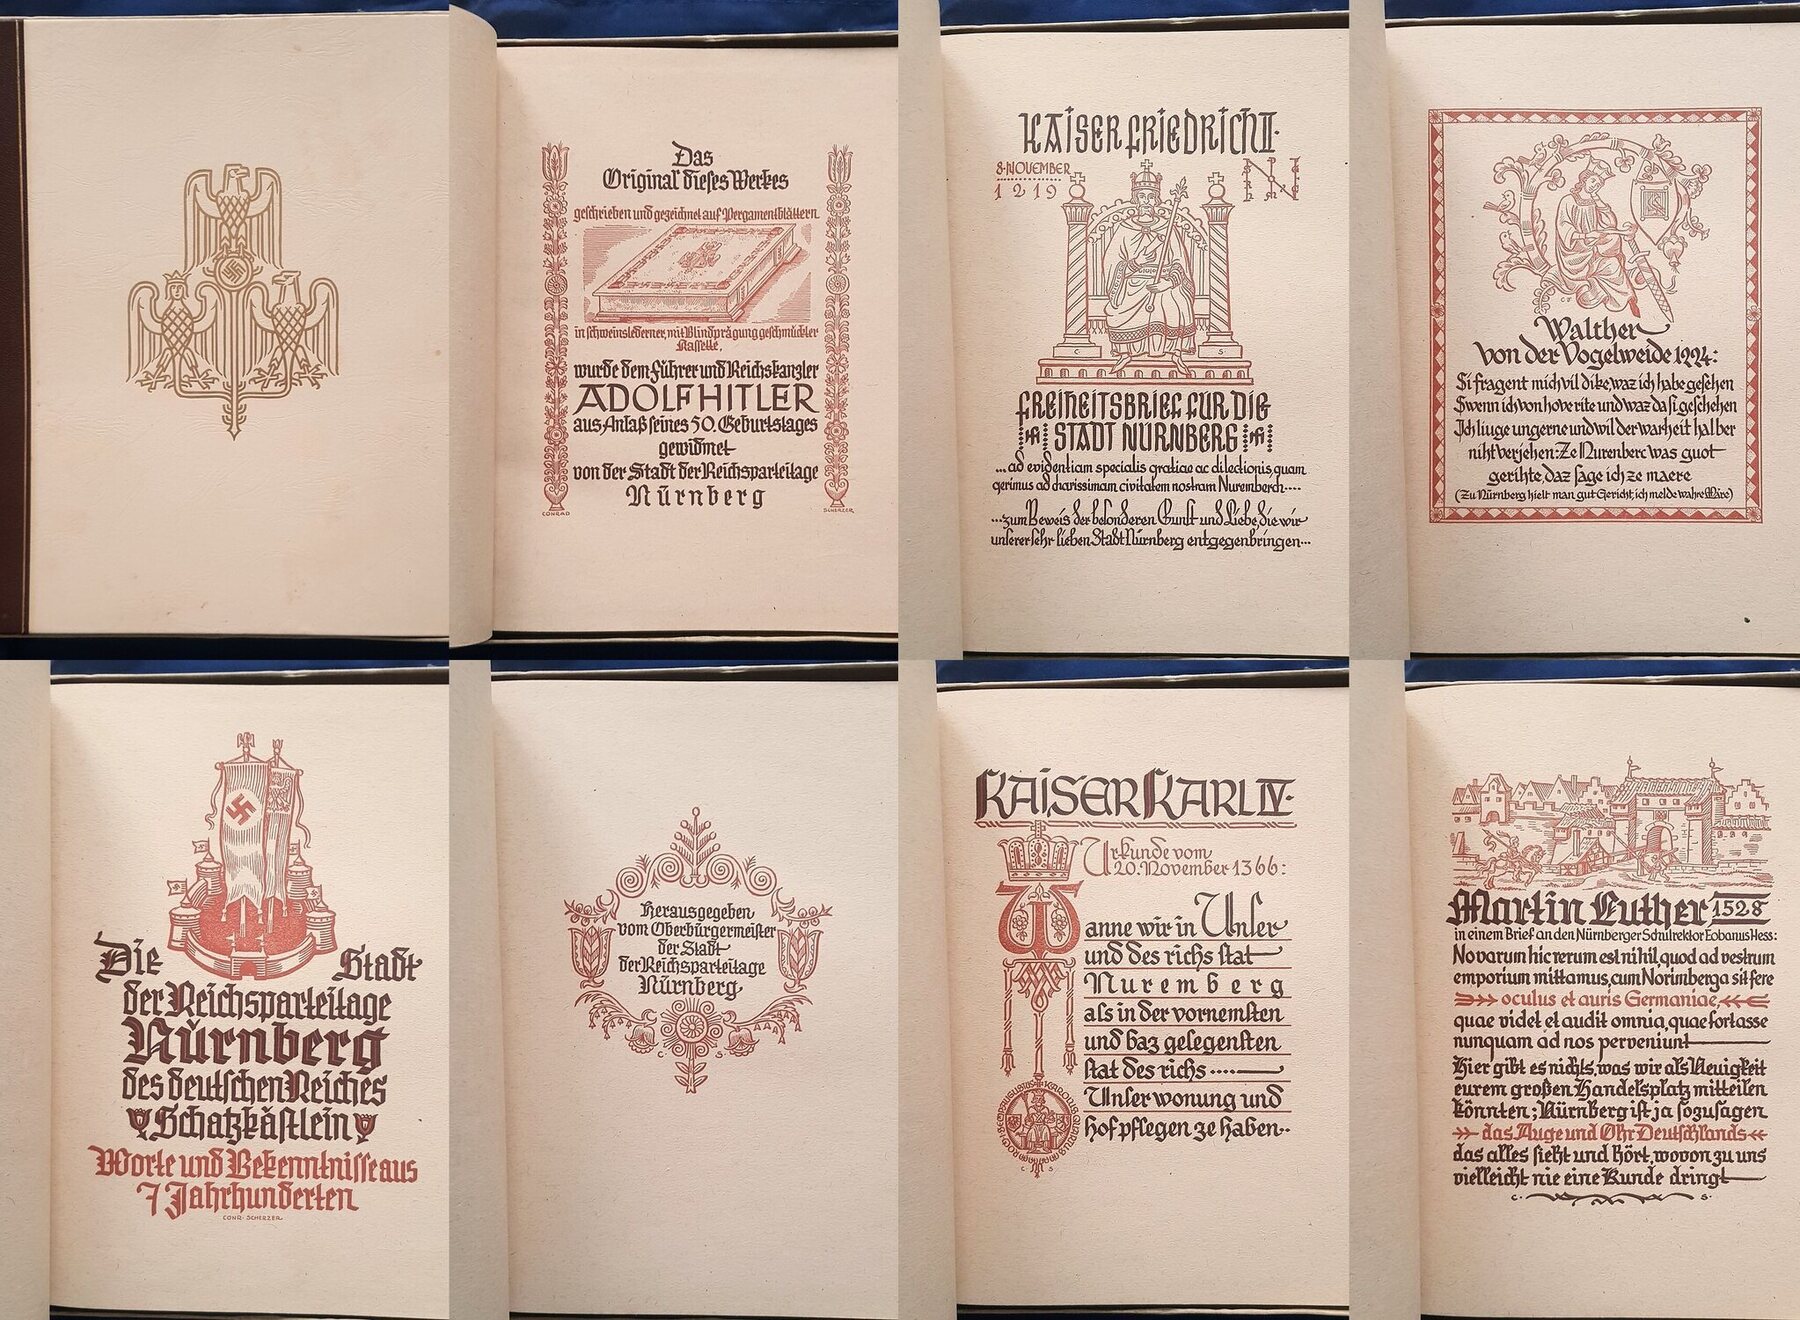 Das
Original dieses Werkes
geschrieben und gezeichnet auf Pergamentblättern
in schweinslederner, mit Blindprägung geschmückter
Kassette,
wurde dem Führer und Reichskanzler
ADOLF HITLER
aus Anlaß seines 50. Geburtstages
gewidmet
von der Stadt der Reichsparteitage
Nürnberg
CONRAD SCHERZER
KAISER FRIEDRICH II.
8. NOVEMBER
1219
C. S.
FREIHEITSBRIEF FÜR DIE
STADT NÜRNBERG
...ad evidentiam specialis gratiae ac dilectionis, quam
gerimus ad charissimam civitatem nostram Nuremberch....
...zum Beweis der besonderen Gunst und Liebe, die wir
unserer sehr lieben Stadt Nürnberg entgegenbringen...
C S
Walther
von der Vogelweide 1224:
Si fragent mich vil dike, waz ich habe gesehen
Swenn ich von hove rite und waz da si geschehen
Ich liuge ungerne und wil der warheit halber
niht verjehen: Ze Nurenberc was guot
gerihte, daz sage ich ze maere
(Zu Nürnberg hielt man gut Gericht, ich melde wahre Märe)
Die Stadt
der Reichsparteitage
Nürnberg
des deutschen Reiches
Schatzkästlein
Worte und Bekenntnisse aus
7 Jahrhunderten
CONR. SCHERZER
Herausgegeben
vom Oberbürgermeister
der Stadt
der Reichsparteitage
Nürnberg
C. S.
KAISER KARL IV.
Urkunde vom
20. November 1366:
Wanne wir in Unser
und des richs stat
Nuremberg
als in der vornemsten
und baz gelegensten
stat des richs ....
Unser wonung und
hof pflegen ze haben..
C. S.
Martin Luther 1528
in einem Brief an den Nürnberger Schulrektor Eobanus Hess:
Novarum hic rerum est nihil, quod ad vestrum
emporium mittamus, cum Norimberga sit fere
oculus et auris Germaniae,
quae videt et audit omnia, quae fortasse
nunquam ad nos perveniunt
Hier gibt es nichts, was wir als Neuigkeit
eurem großen Handelsplatz mitteilen
könnten; Nürnberg ist ja sozusagen
das Auge und Ohr Deutschlands
das alles sieht und hört, wovon zu uns
vielleicht nie eine Kunde dringt
C. S.